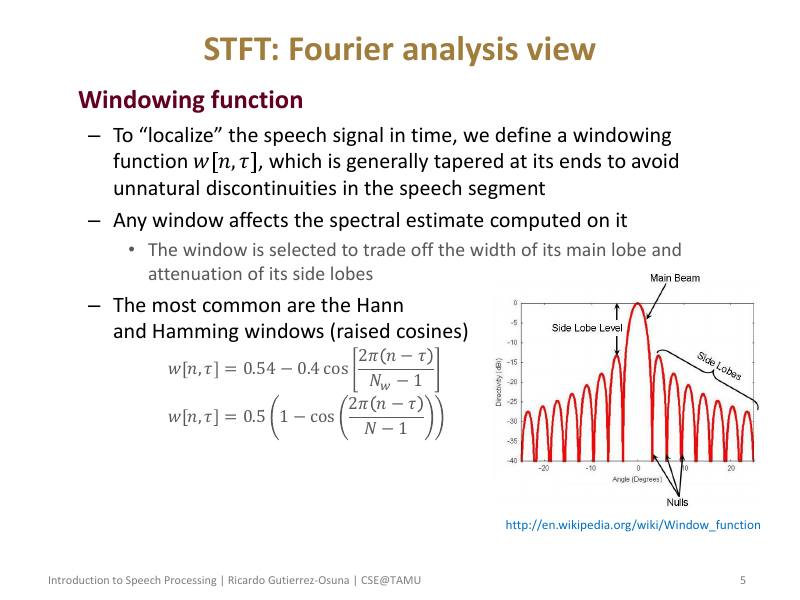 STFT: Fourier analysis view
Windowing function
– To “localize” the speech signal in time, we define a windowing
function w[n, τ], which is generally tapered at its ends to avoid
unnatural discontinuities in the speech segment
– Any window affects the spectral estimate computed on it
• The window is selected to trade off the width of its main lobe and
attenuation of its side lobes
– The most common are the Hann
and Hamming windows (raised cosines)
w[n, τ] = 0.54 − 0.4 cos [2π(n − τ) / N_w − 1]
w[n, τ] = 0.5 (1 − cos (2π(n − τ) / N − 1))
Main Beam
Side Lobe Level
Side Lobes
Directivity (dBi)
0
−5
−10
−15
−20
−25
−30
−35
−40
−20 −10 0 10 20
Angle (Degrees)
Nulls
http://en.wikipedia.org/wiki/Window_function
Introduction to Speech Processing | Ricardo Gutierrez-Osuna | CSE@TAMU 5